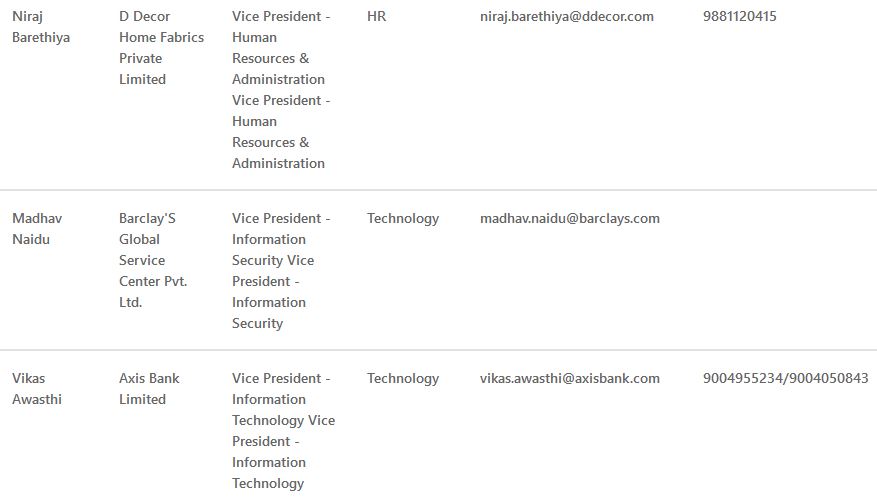 Niraj Barethiya
D Decor Home Fabrics Private Limited
Vice President - Human Resources & Administration Vice President - Human Resources & Administration
HR
niraj.barethiya@ddecor.com
9881120415
Madhav Naidu
Barclay'S Global Service Center Pvt. Ltd.
Vice President - Information Security Vice President - Information Security
Technology
madhav.naidu@barclays.com
Vikas Awasthi
Axis Bank Limited
Vice President - Information Technology Vice President - Information Technology
Technology
vikas.awasthi@axisbank.com
9004955234/9004050843